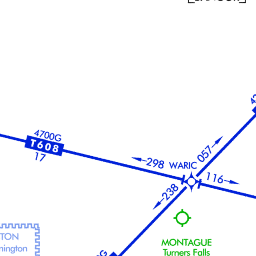 4700G
T608
17
298
WARIC
057
116
238
MONTAGUE
Turners Falls
TON
nington
G